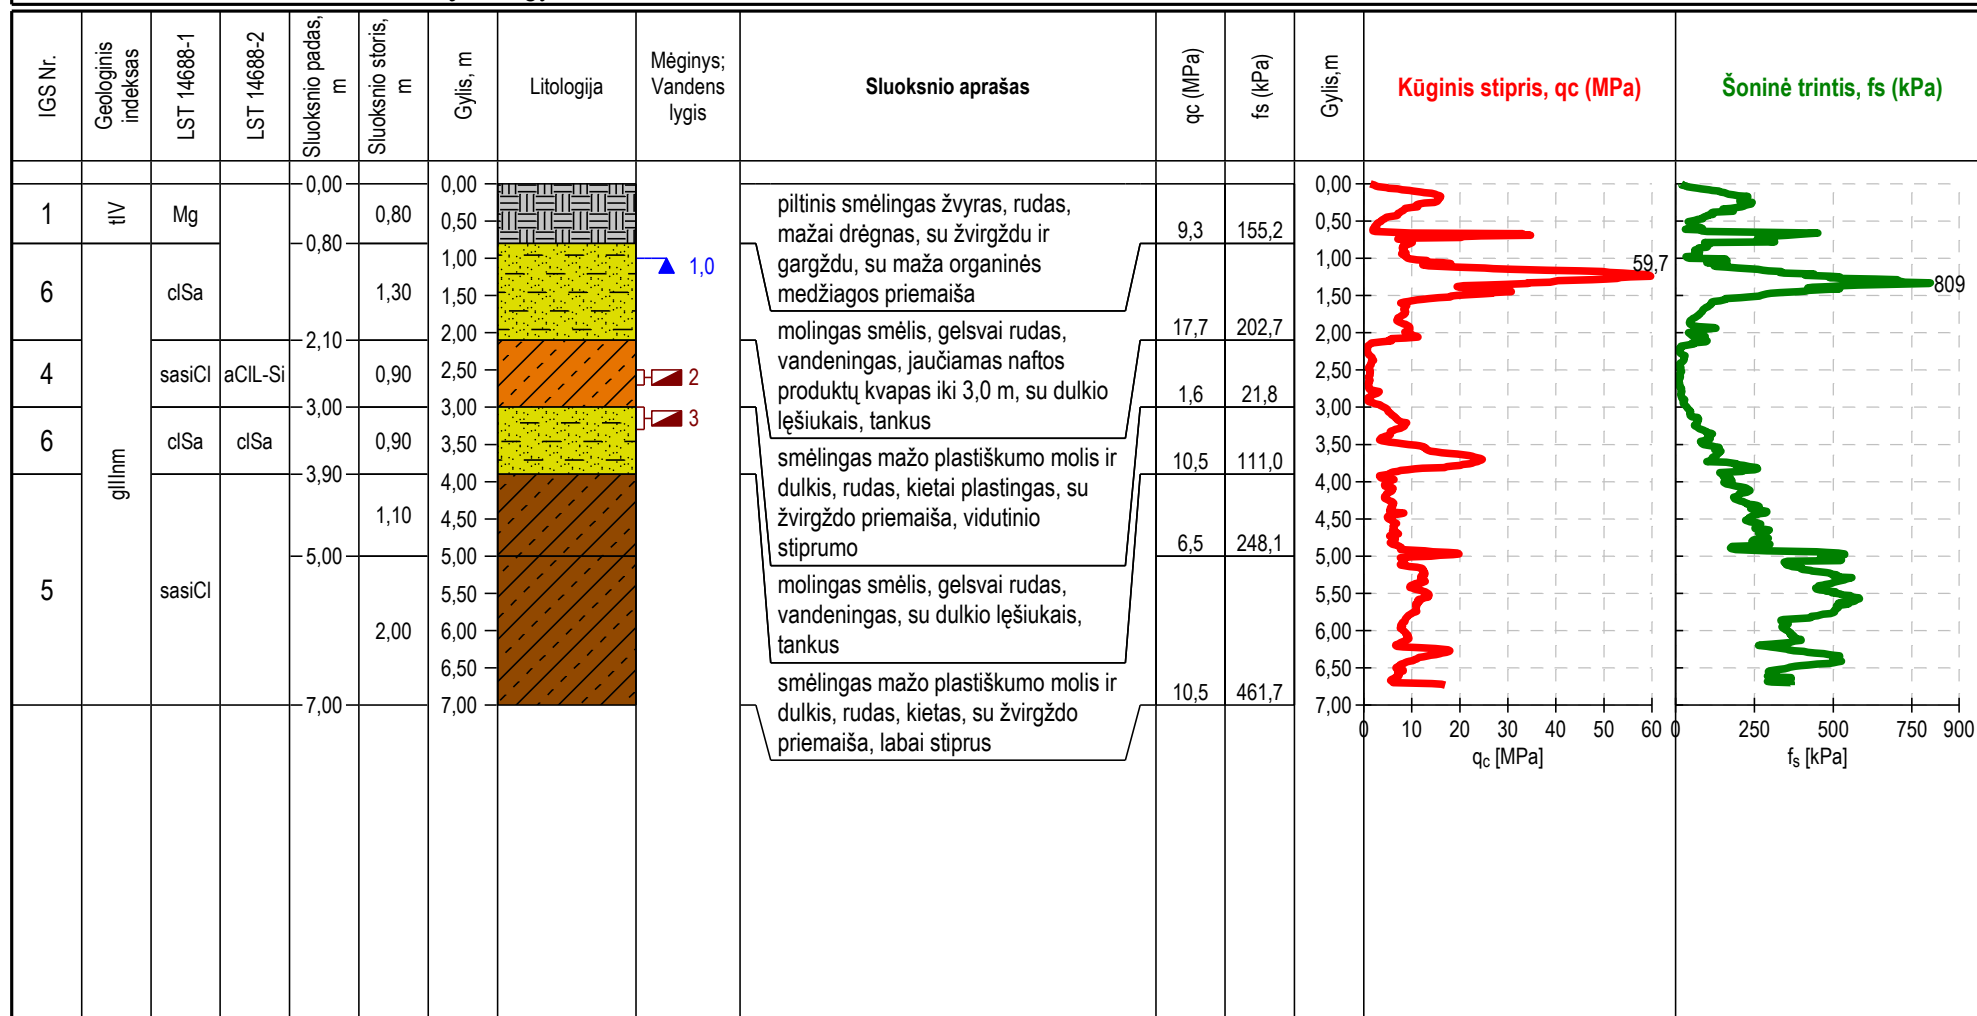 IGS Nr.
Geologinis indeksas
LST 14688-1
LST 14688-2
Sluoksnio padas, m
Sluoksnio storis, m
Gylis, m
Litologija
Mėginys;
Vandens
lygis
Sluoksnio aprašas
qc (MPa)
fs (kPa)
Gylis,m
Kūginis stipris, qc (MPa)
Šoninė trintis, fs (kPa)
1
tIV
Mg
0,00
0,80
0,80
6
gIInm
clSa
1,30
2,10
4
sasiCl
aClL-Si
0,90
3,00
6
clSa
clSa
0,90
3,90
5
sasiCl
1,10
5,00
2,00
7,00
0,00
0,50
1,00
1,50
2,00
2,50
3,00
3,50
4,00
4,50
5,00
5,50
6,00
6,50
7,00
1,0
2
3
piltinis smėlingas žvyras, rudas,
mažai drėgnas, su žvirgždu ir
gargždu, su maža organinės
medžiagos priemaiša
molingas smėlis, gelsvai rudas,
vandeningas, jaučiamas naftos
produktų kvapas iki 3,0 m, su dulkio
lęšiukais, tankus
smėlingas mažo plastiškumo molis ir
dulkis, rudas, kietai plastingas, su
žvirgždo priemaiša, vidutinio
stiprumo
molingas smėlis, gelsvai rudas,
vandeningas, su dulkio lęšiukais,
tankus
smėlingas mažo plastiškumo molis ir
dulkis, rudas, kietas, su žvirgždo
priemaiša, labai stiprus
9,3 155,2
17,7 202,7
1,6 21,8
10,5 111,0
6,5 248,1
10,5 461,7
0,00
0,50
1,00
1,50
2,00
2,50
3,00
3,50
4,00
4,50
5,00
5,50
6,00
6,50
7,00
59,7
0 10 20 30 40 50 60
qc [MPa]
809
0 250 500 750 900
fs [kPa]